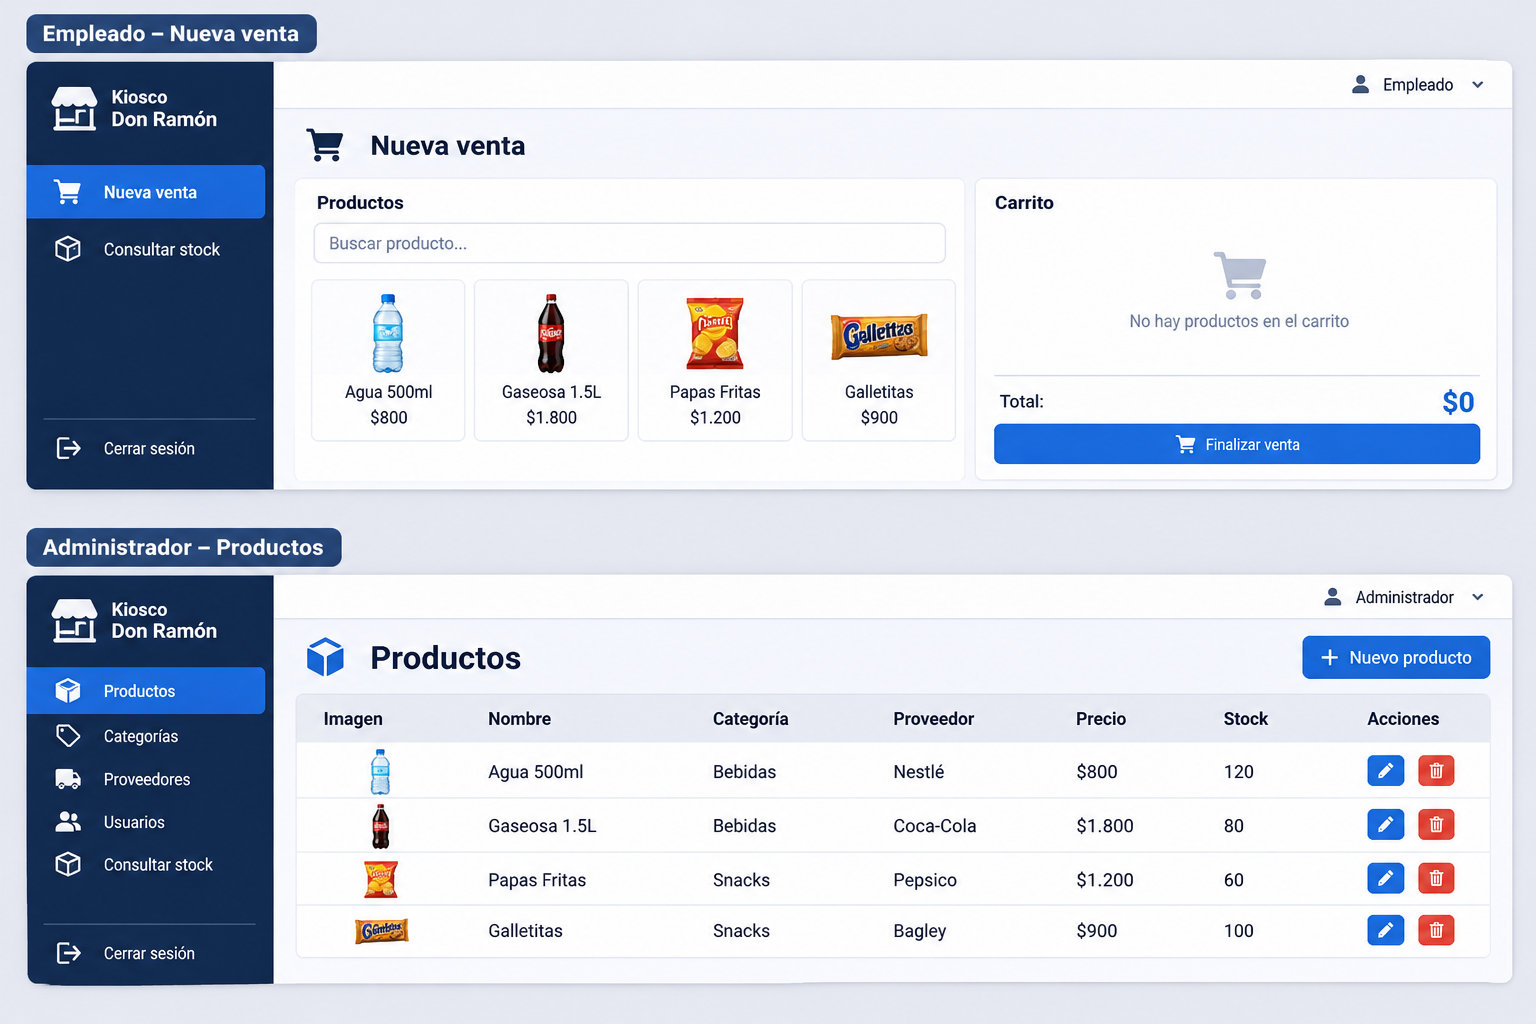 Empleado – Nueva venta
Kiosco
Don Ramón
Nueva venta
Consultar stock
Cerrar sesión
Empleado
Nueva venta
Productos
Buscar producto...
Galletitas
Agua 500ml
$800
Gaseosa 1.5L
$1.800
Papas Fritas
$1.200
Galletitas
$900
Carrito
No hay productos en el carrito
Total:
$0
Finalizar venta
Administrador – Productos
Kiosco
Don Ramón
Productos
Categorías
Proveedores
Usuarios
Consultar stock
Cerrar sesión
Administrador
Productos
Nuevo producto
Imagen Nombre Categoría Proveedor Precio Stock Acciones
Agua 500ml Bebidas Nestlé $800 120
Gaseosa 1.5L Bebidas Coca-Cola $1.800 80
Papas Fritas Snacks Pepsico $1.200 60
Galletitas Snacks Bagley $900 100